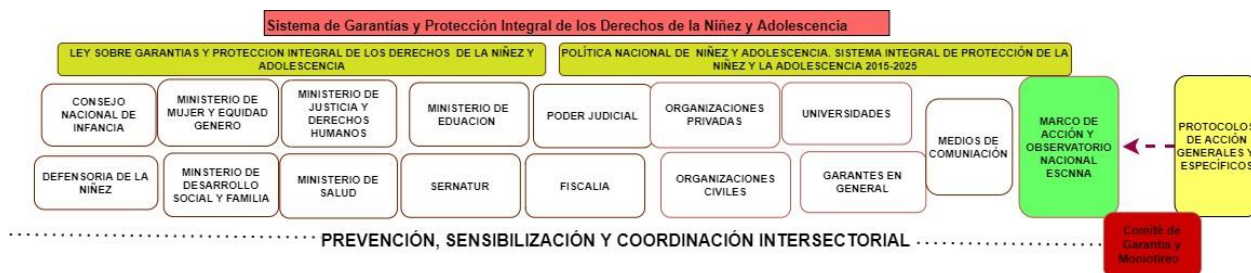 Sistema de Garantías y Protección Integral de los Derechos de la Niñez y Adolescencia
LEY SOBRE GARANTIAS Y PROTECCION INTEGRAL DE LOS DERECHOS DE LA NIÑEZ Y
ADOLESCENCIA
POLÍTICA NACIONAL DE NIÑEZ Y ADOLESCENCIA. SISTEMA INTEGRAL DE PROTECCIÓN DE LA
NIÑEZ Y LA ADOLESCENCIA 2015-2025
CONSEJO
NACIONAL DE
INFANCIA
MINISTERIO DE
MUJER Y EQUIDAD
GENERO
MINISTERIO DE
JUSTICIA Y
DERECHOS
HUMANOS
MINISTERIO DE
EDUACION
PODER JUDICIAL
ORGANIZACIONES
PRIVADAS
UNIVERSIDADES
MEDIOS DE
COMUNIACIÓN
MARCO DE
ACCIÓN Y
OBSERVATORIO
NACIONAL
ESCNNA
PROTOCOLOS
DE ACCIÓN
GENERALES Y
ESPECÍFICOS
DEFENSORIA DE LA
NIÑEZ
MINSTERIO DE
DESARROLLO
SOCIAL Y FAMILIA
MINISTERIO DE
SALUD
SERNATUR
FISCALIA
ORGANIZACIONES
CIVILES
GARANTES EN
GENERAL
PREVENCIÓN, SENSIBILIZACIÓN Y COORDINACIÓN INTERSECTORIAL
Comité de
Garantía y
Moniotireo